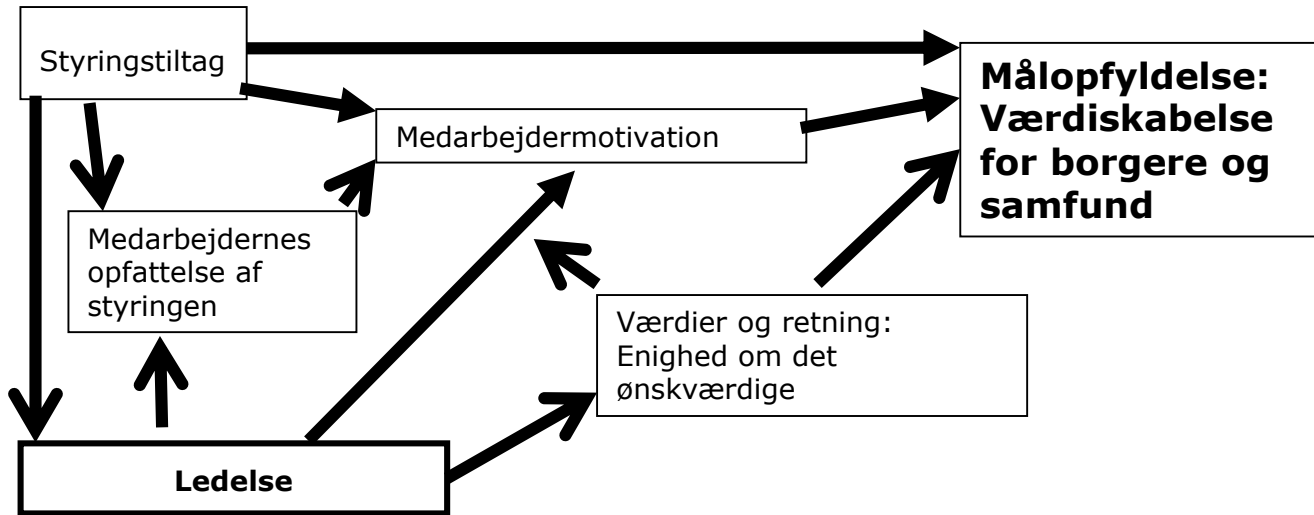 Styringstiltag
Målopfyldelse:
Værdiskabelse
for borgere og
samfund
Medarbejdermotivation
Medarbejdernes
opfattelse af
styringen
Værdier og retning:
Enighed om det
ønskværdige
Ledelse